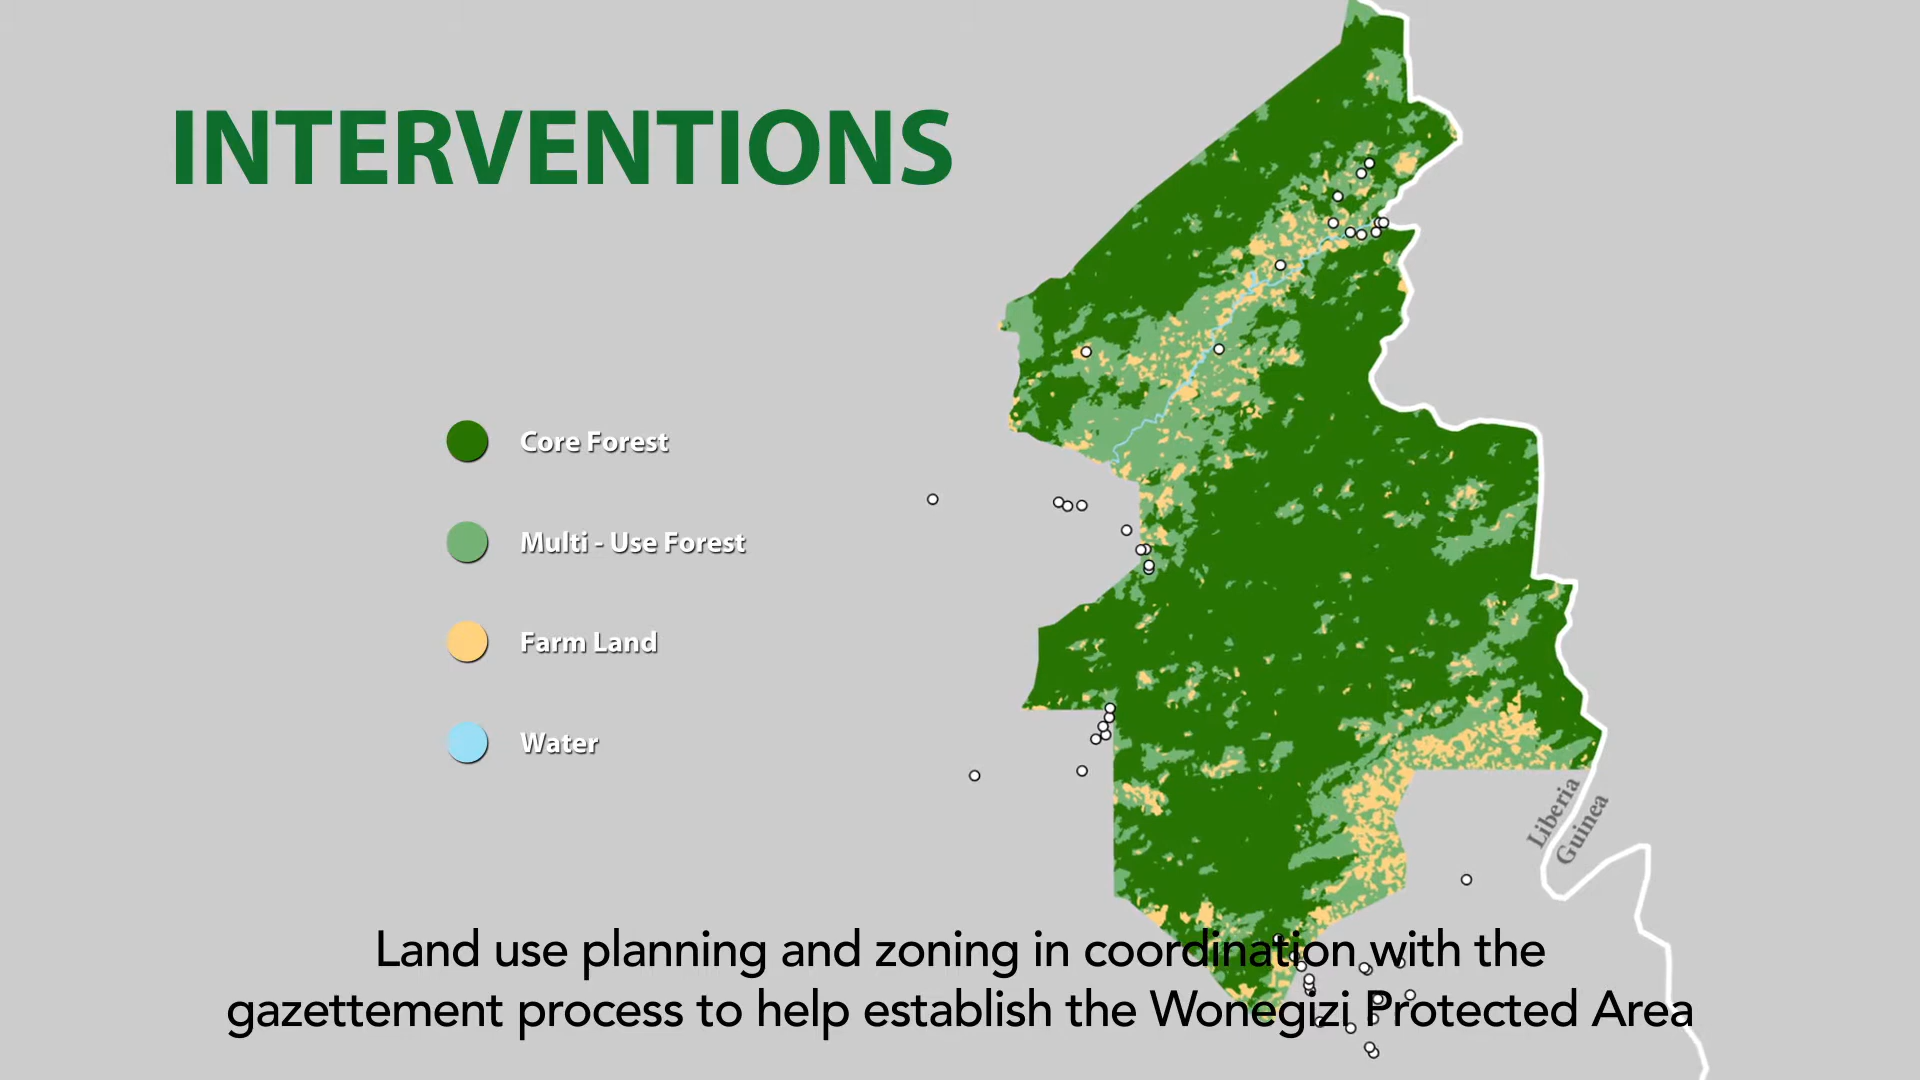 INTERVENTIONS
Core Forest
Multi - Use Forest
Farm Land
Water
Liberia
Guinea
Land use planning and zoning in coordination with the
gazettement process to help establish the Wonegizi Protected Area